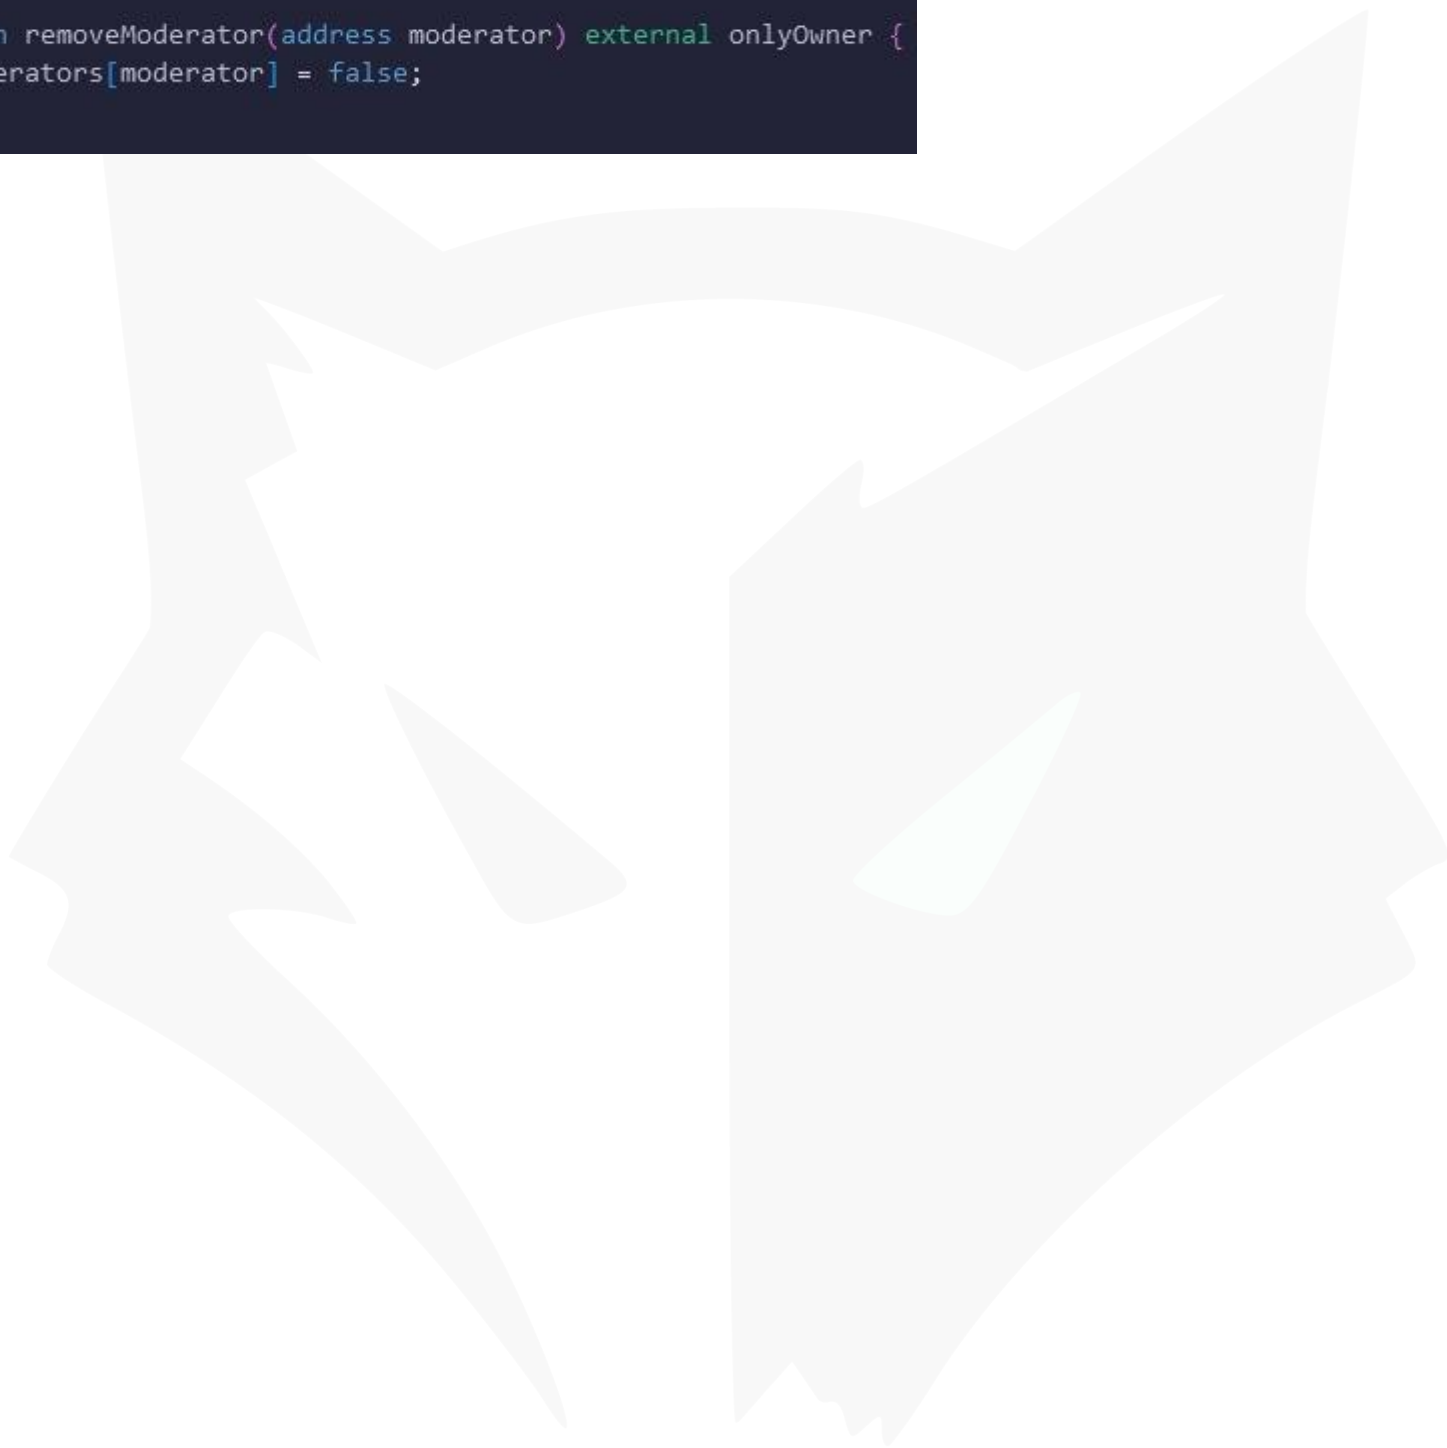 n removeModerator(address moderator) external onlyOwner {
erators[moderator] = false;